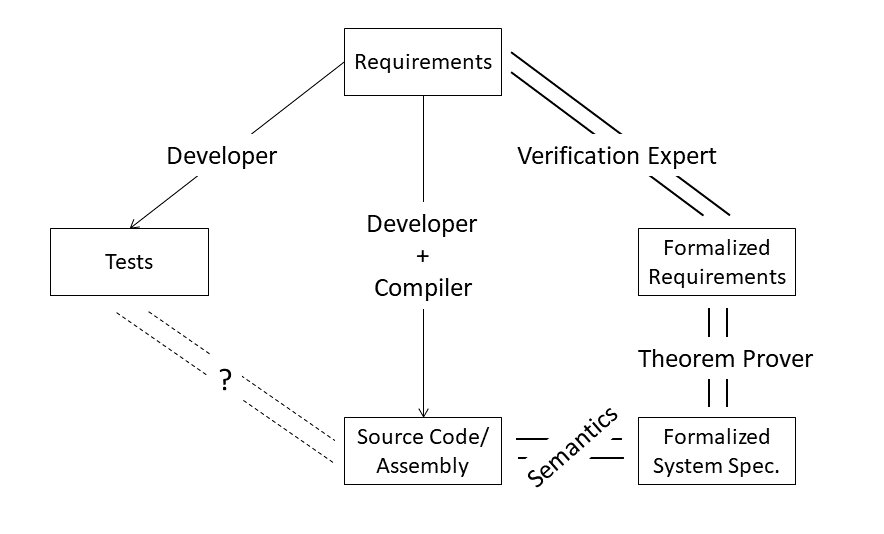 Requirements
Developer
Verification Expert
Developer
+
Compiler
Tests
Formalized
Requirements
Theorem Prover
?
Source Code/
Assembly
Semantics
Formalized
System Spec.